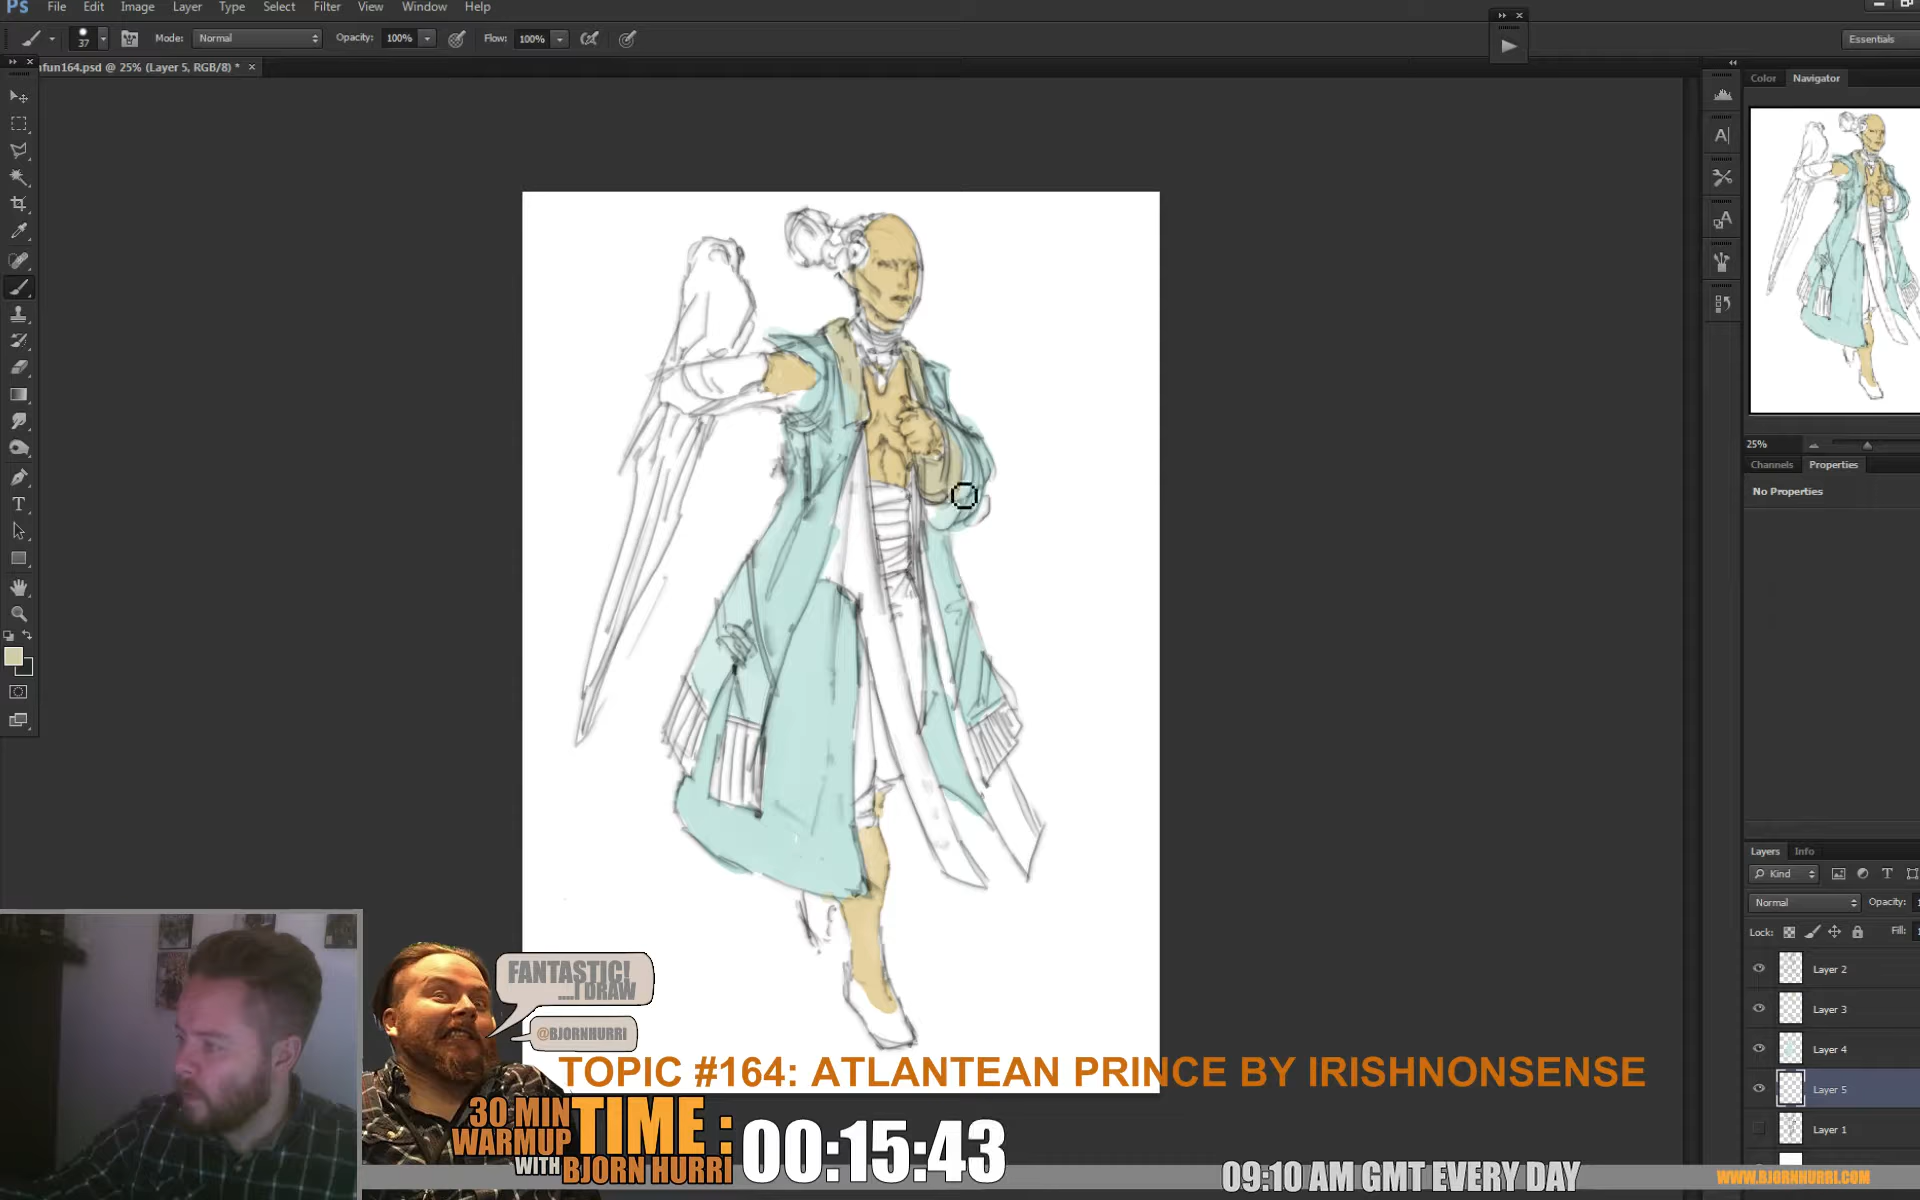 Ps File Edit Image Layer Type Select Filter View Window Help
37 Mode: Normal Opacity: 100% Flow: 100%
Essentials
nfun164.psd @ 25% (Layer 5, RGB/8) *
Color Navigator
25%
Channels Properties
No Properties
Layers Info
Kind
Normal Opacity: 1
Lock: Fill:
Layer 2
Layer 3
Layer 4
Layer 5
Layer 1
FANTASTIC!
....I DRAW
@BJORNHURRI
TOPIC #164: ATLANTEAN PRINCE BY IRISHNONSENSE
30 MIN
WARMUP
WITH BJORN HURRI
TIME : 00:15:43
09:10 AM GMT EVERY DAY
WWW.BJORNHURRI.COM